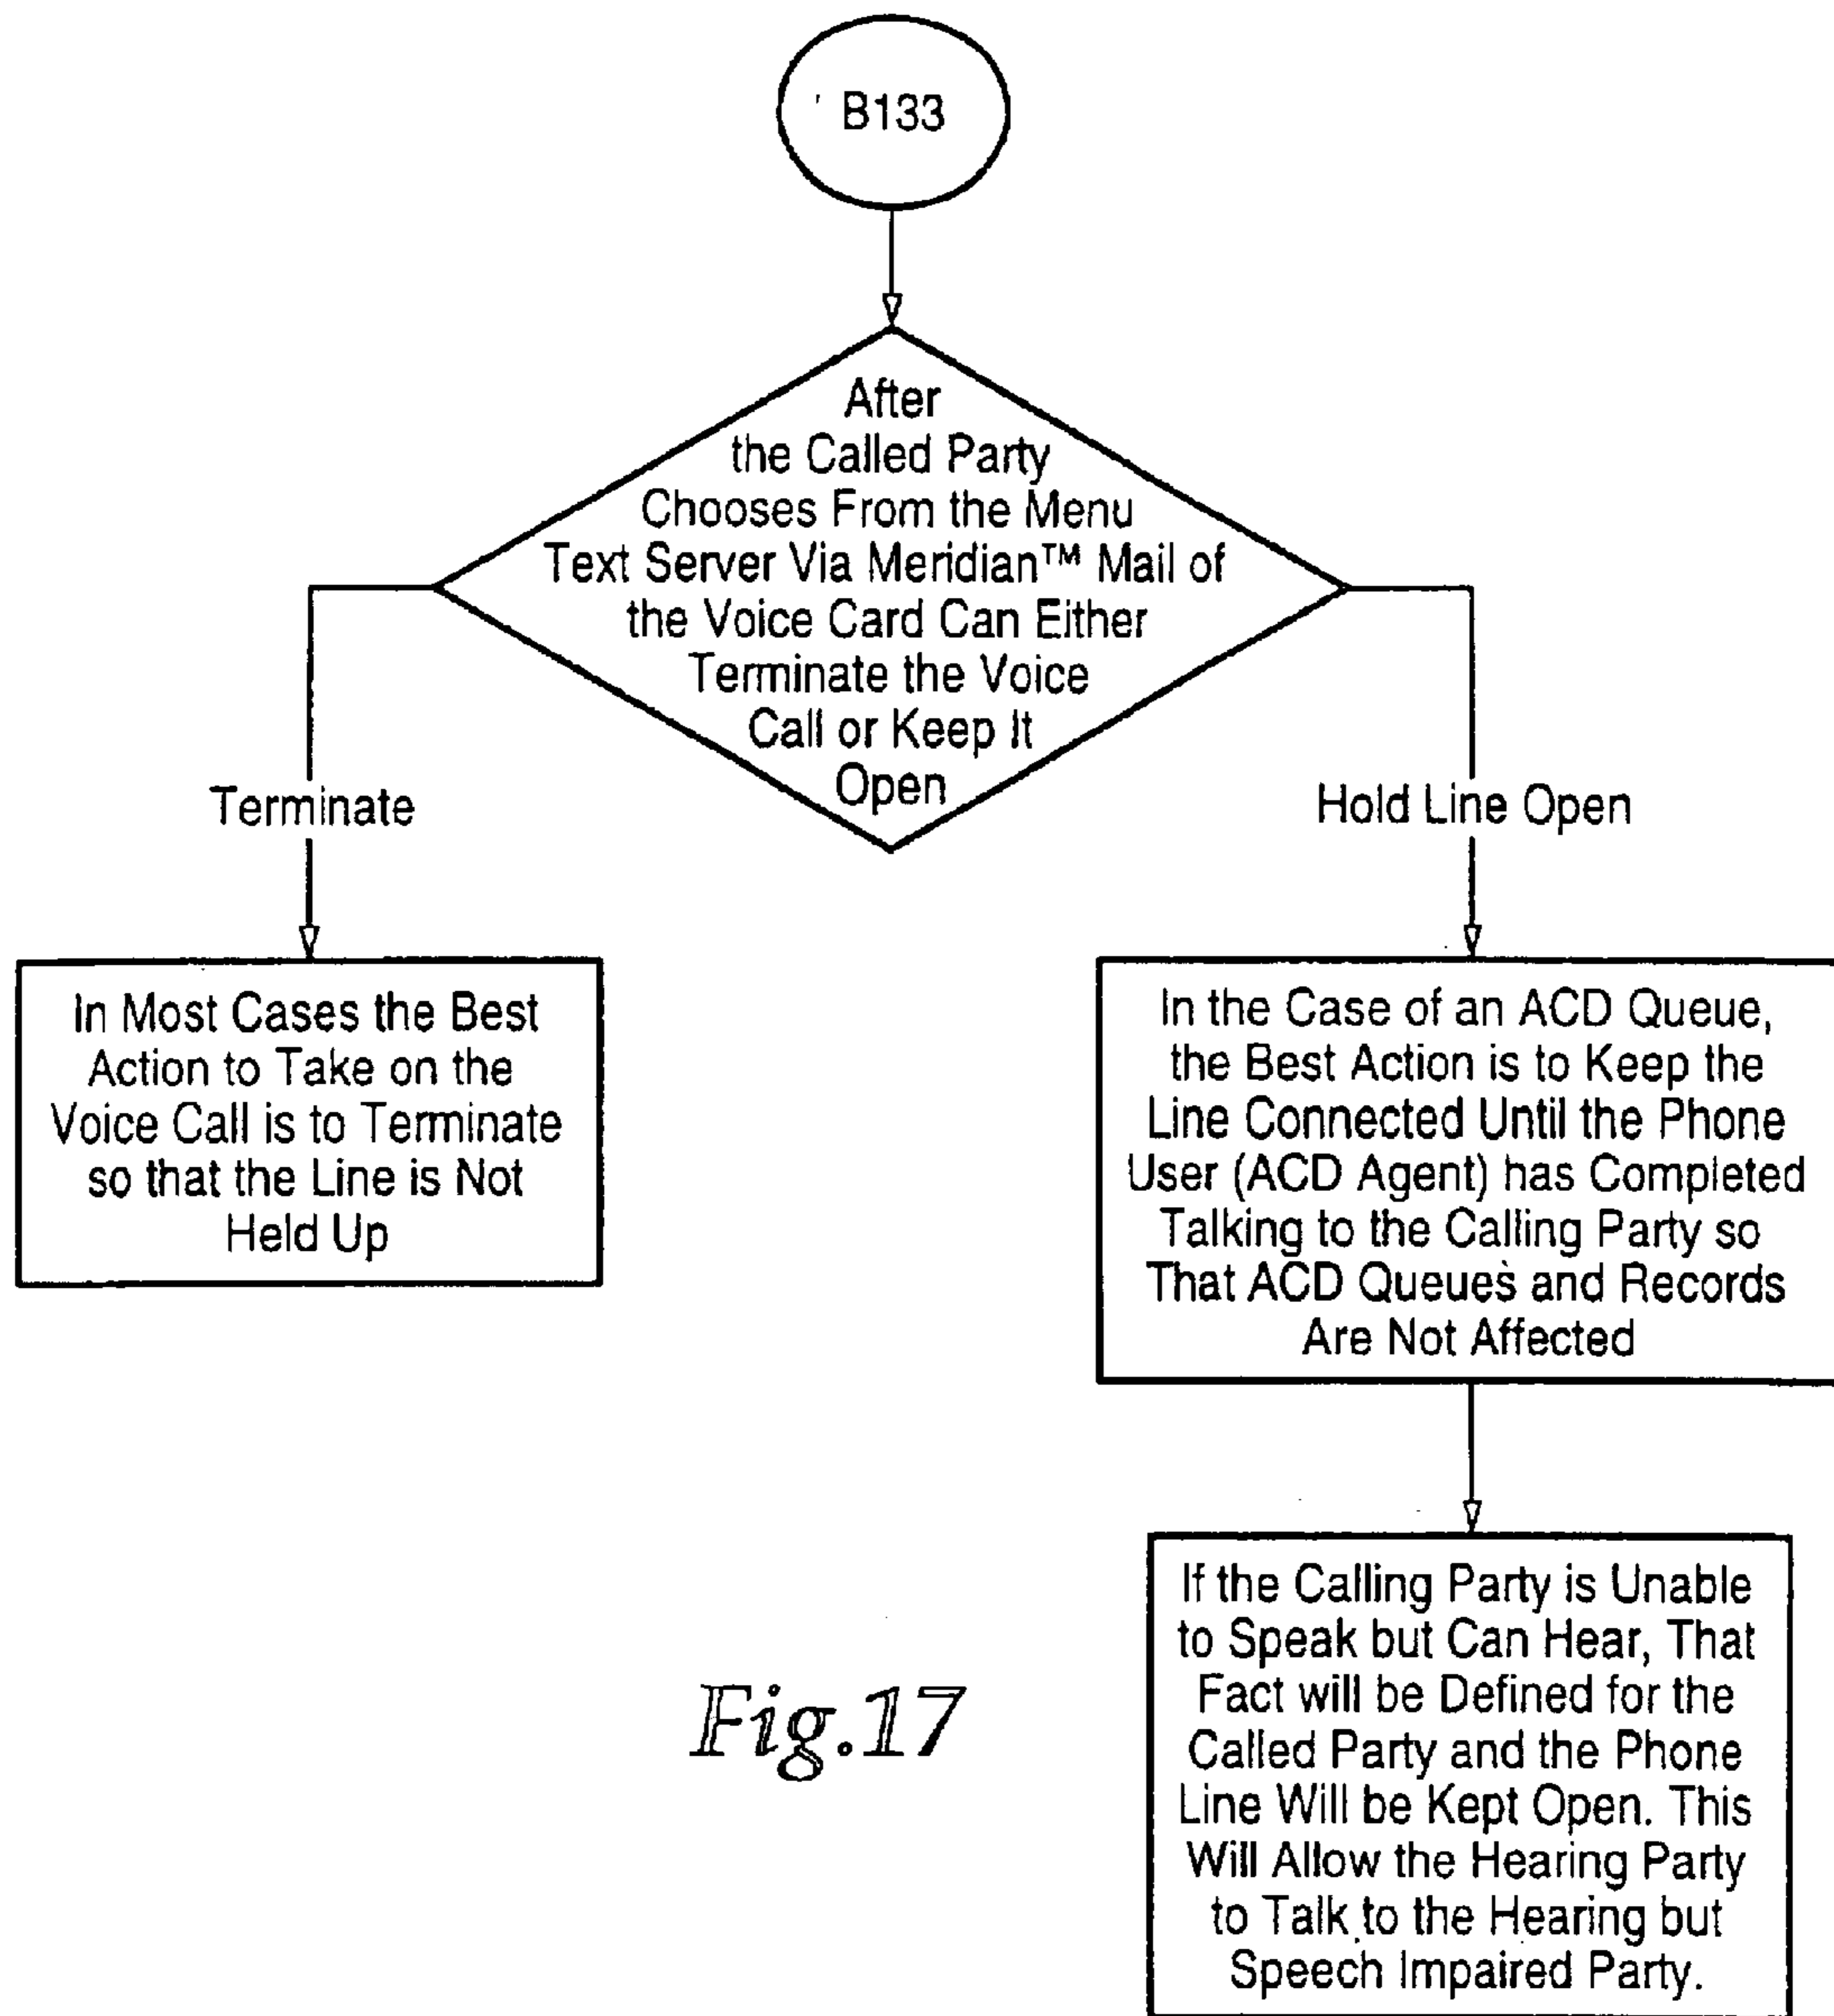 B133
After
the Called Party
Chooses From the Menu
Text Server Via Meridian™ Mail of
the Voice Card Can Either
Terminate the Voice
Call or Keep It
Open
Terminate
Hold Line Open
In Most Cases the Best
Action to Take on the
Voice Call is to Terminate
so that the Line is Not
Held Up
In the Case of an ACD Queue,
the Best Action is to Keep the
Line Connected Until the Phone
User (ACD Agent) has Completed
Talking to the Calling Party so
That ACD Queues and Records
Are Not Affected
If the Calling Party is Unable
to Speak but Can Hear, That
Fact will be Defined for the
Called Party and the Phone
Line Will be Kept Open. This
Will Allow the Hearing Party
to Talk to the Hearing but
Speech Impaired Party.
Fig.17